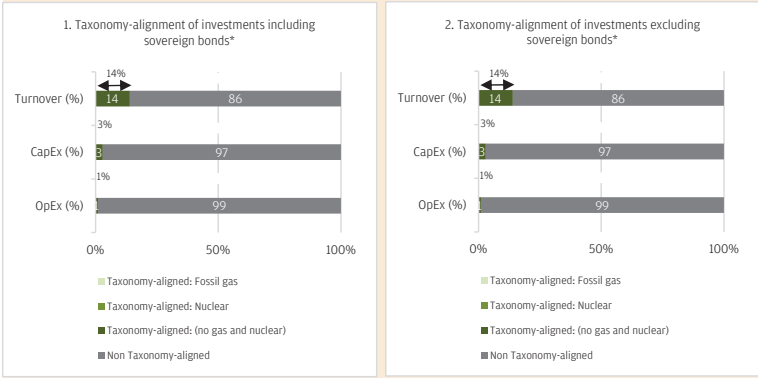 1. Taxonomy-alignment of investments including
sovereign bonds*
14%
Turnover (%)
14
86
3%
CapEx (%)
3
97
1%
OpEx (%)
1
99
0%
50%
100%
Taxonomy-aligned: Fossil gas
Taxonomy-aligned: Nuclear
Taxonomy-aligned: (no gas and nuclear)
Non Taxonomy-aligned
2. Taxonomy-alignment of investments excluding
sovereign bonds*
14%
Turnover (%)
14
86
3%
CapEx (%)
3
97
1%
OpEx (%)
1
99
0%
50%
100%
Taxonomy-aligned: Fossil gas
Taxonomy-aligned: Nuclear
Taxonomy-aligned: (no gas and nuclear)
Non Taxonomy-aligned